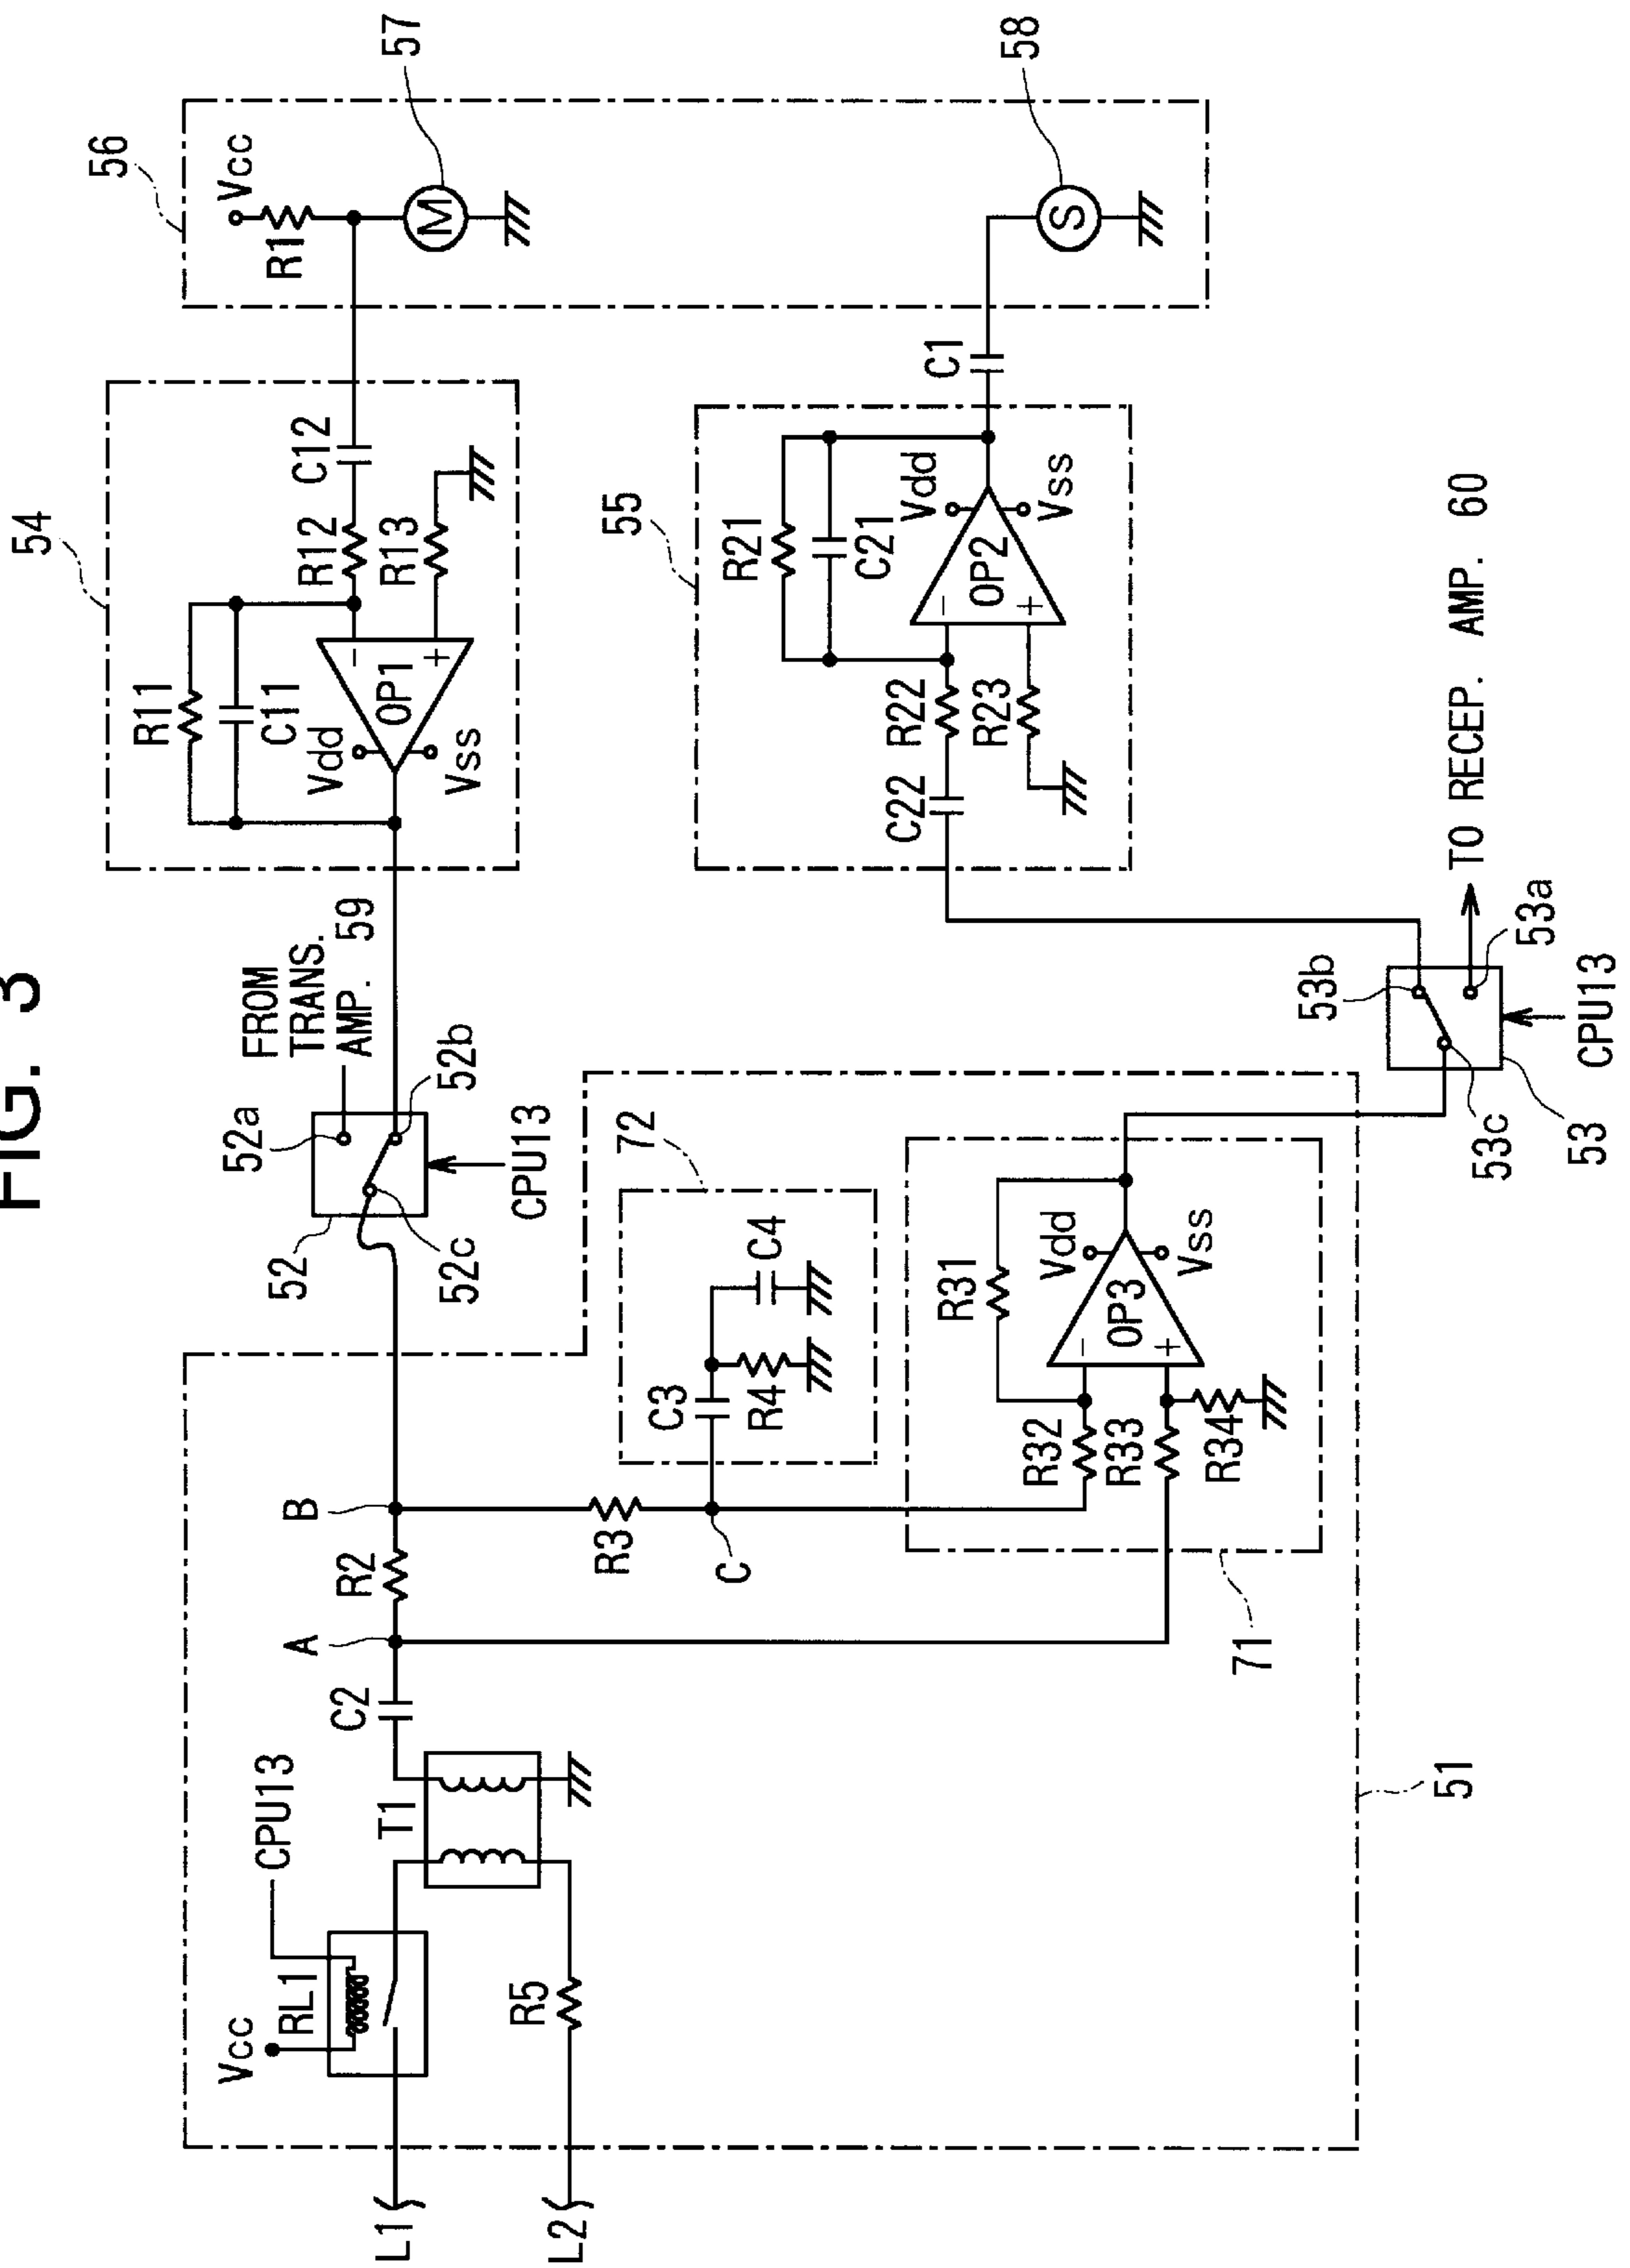 FIG. 3
56
57
Vcc
R1
M
58
S
54
R11
C11
C12
R12
R13
OP1
-
+
Vdd
Vss
55
R21
C21
C1
OP2
-
+
Vdd
Vss
R22
R23
C22
FROM
TRANS.
AMP. 59
52a
52b
52c
52
CPU13
TO RECEP. AMP. 60
53b
53a
53c
53
CPU13
72
C3
C4
R4
B
R2
A
R3
C
C2
T1
CPU13
Vcc
RL1
R5
L1
L2
R31
OP3
-
+
Vdd
Vss
R32
R33
R34
71
51